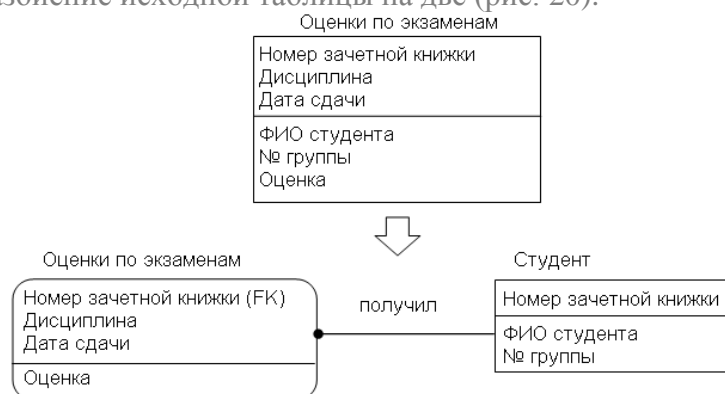 азбиение исходной таблицы на две (рис. 20).
Оценки по экзаменам
Номер зачетной книжки
Дисциплина
Дата сдачи
ФИО студента
№ группы
Оценка
Оценки по экзаменам
Номер зачетной книжки (FK)
Дисциплина
Дата сдачи
Оценка
получил
Студент
Номер зачетной книжки
ФИО студента
№ группы